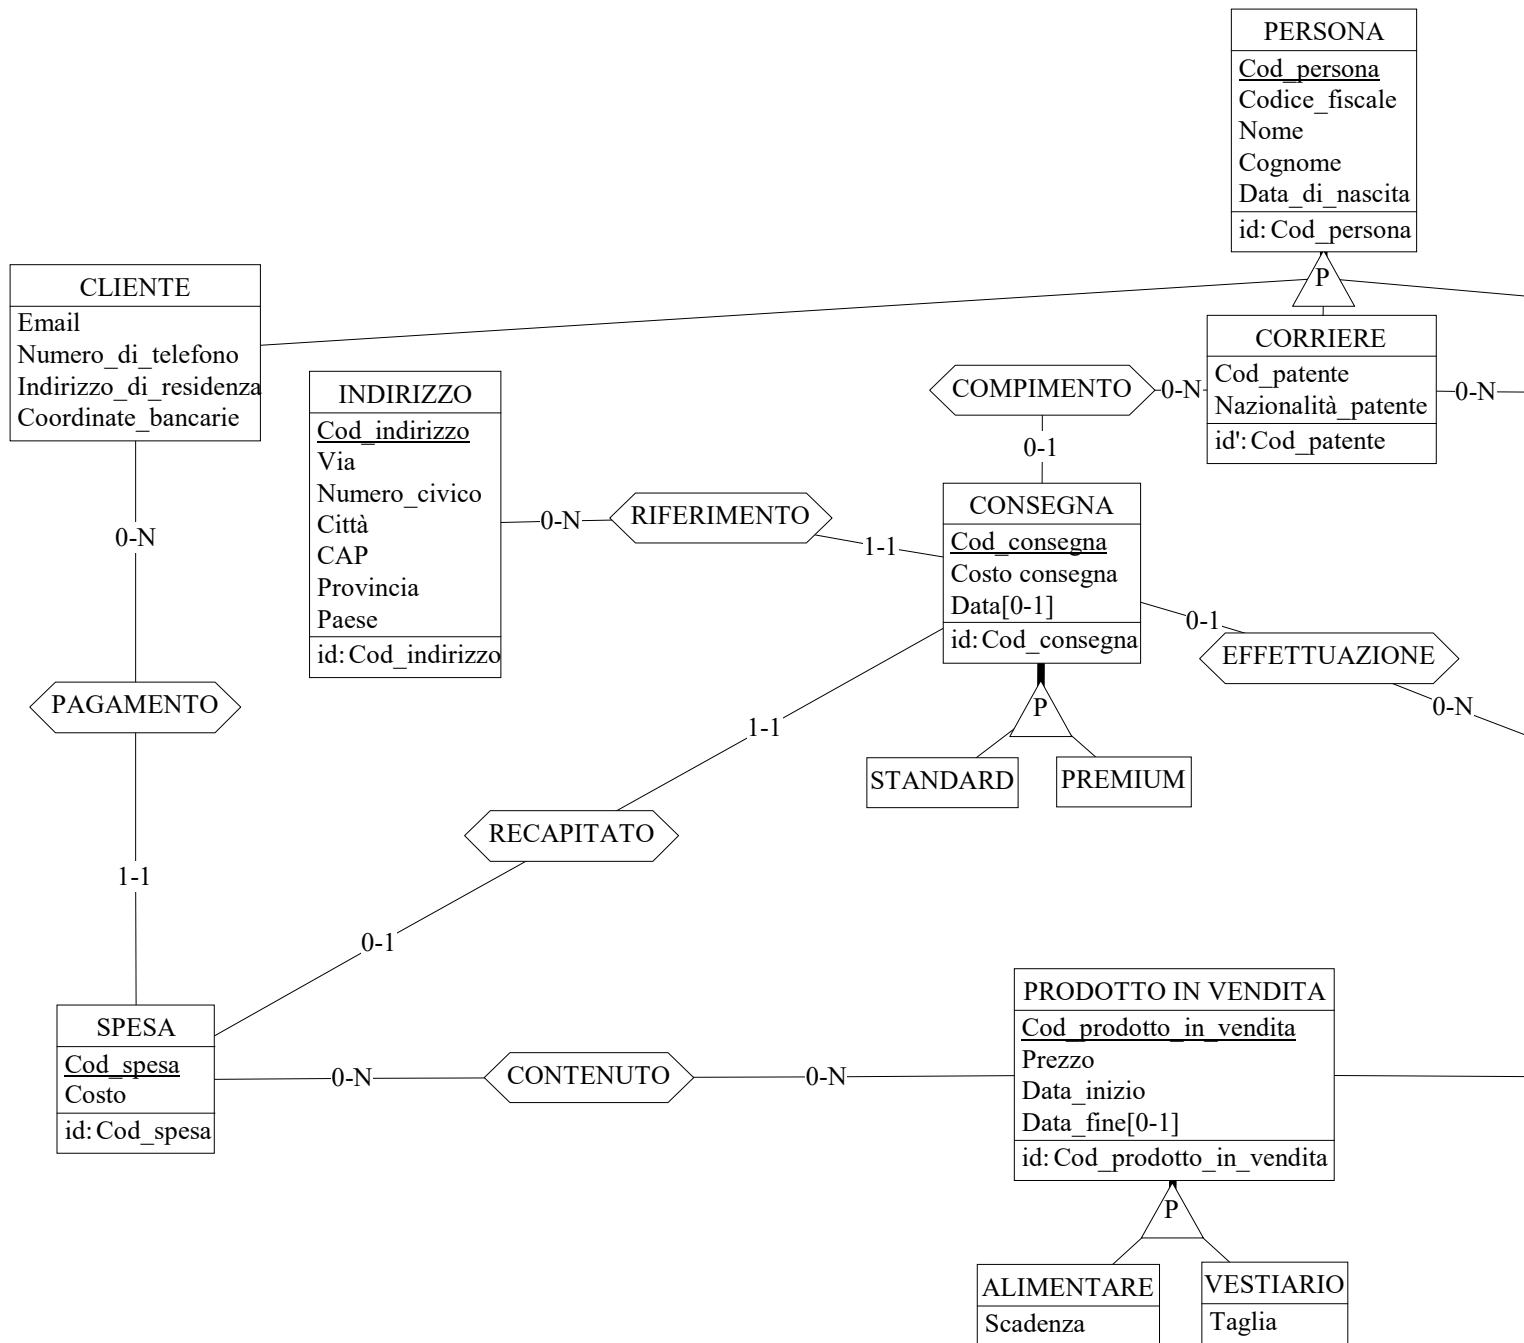 PERSONA
Cod_persona
Codice_fiscale
Nome
Cognome
Data_di_nascita
id: Cod_persona
P
CLIENTE
Email
Numero_di_telefono
Indirizzo_di_residenza
Coordinate_bancarie
CORRIERE
Cod_patente
Nazionalità_patente
id': Cod_patente
0-N
COMPIMENTO
0-N
0-1
INDIRIZZO
Cod_indirizzo
Via
Numero_civico
Città
CAP
Provincia
Paese
id: Cod_indirizzo
0-N
RIFERIMENTO
1-1
CONSEGNA
Cod_consegna
Costo consegna
Data[0-1]
id: Cod_consegna
0-1
EFFETTUAZIONE
0-N
P
STANDARD
PREMIUM
0-N
PAGAMENTO
1-1
1-1
RECAPITATO
0-1
SPESA
Cod_spesa
Costo
id: Cod_spesa
0-N
CONTENUTO
0-N
PRODOTTO IN VENDITA
Cod_prodotto_in_vendita
Prezzo
Data_inizio
Data_fine[0-1]
id: Cod_prodotto_in_vendita
P
ALIMENTARE
Scadenza
VESTIARIO
Taglia